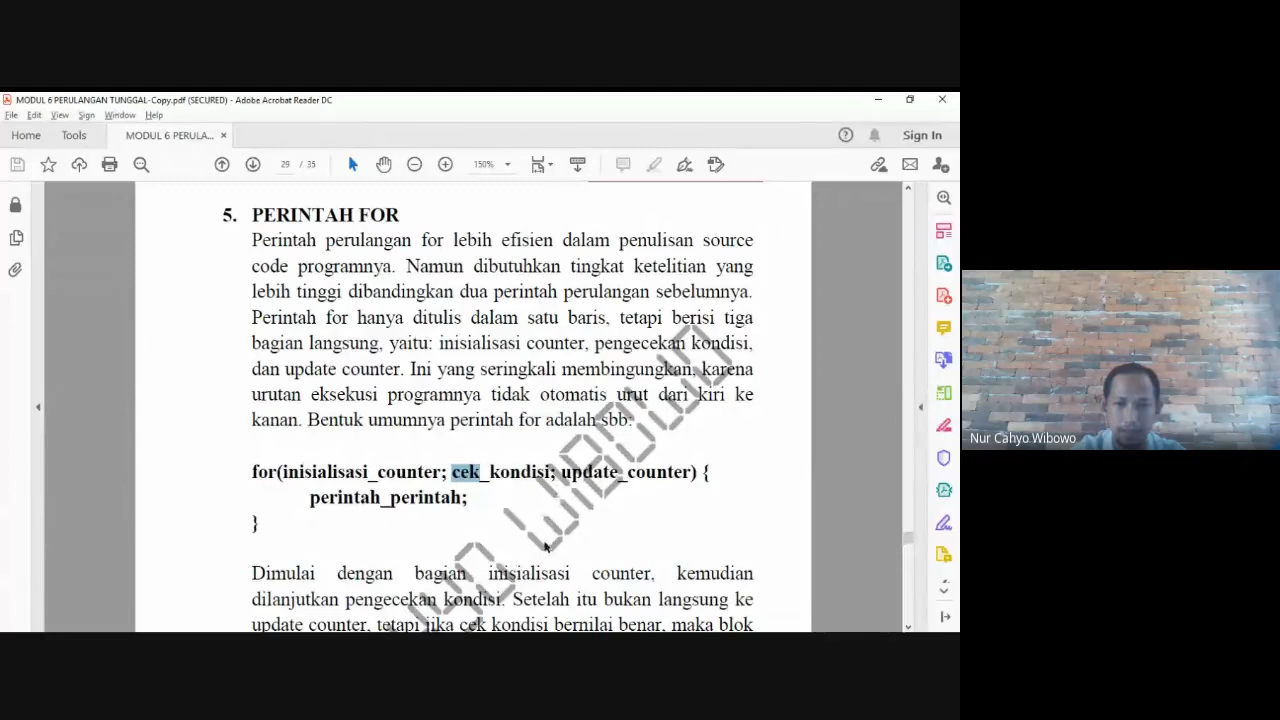 MODUL 6 PERULANGAN TUNGGAL-Copy.pdf (SECURED) - Adobe Acrobat Reader DC
File Edit View Sign Window Help
Home Tools MODUL 6 PERULA... × Sign In
29 / 35 150%
5. PERINTAH FOR
Perintah perulangan for lebih efisien dalam penulisan source
code programnya. Namun dibutuhkan tingkat ketelitian yang
lebih tinggi dibandingkan dua perintah perulangan sebelumnya.
Perintah for hanya ditulis dalam satu baris, tetapi berisi tiga
bagian langsung, yaitu: inisialisasi counter, pengecekan kondisi,
dan update counter. Ini yang seringkali membingungkan, karena
urutan eksekusi programnya tidak otomatis urut dari kiri ke
kanan. Bentuk umumnya perintah for adalah sbb:
for(inisialisasi_counter; cek_kondisi; update_counter) {
perintah_perintah;
}
Dimulai dengan bagian inisialisasi counter, kemudian
dilanjutkan pengecekan kondisi. Setelah itu bukan langsung ke
update counter, tetapi jika cek kondisi bernilai benar, maka blok
WIBOWO
Nur Cahyo Wibowo